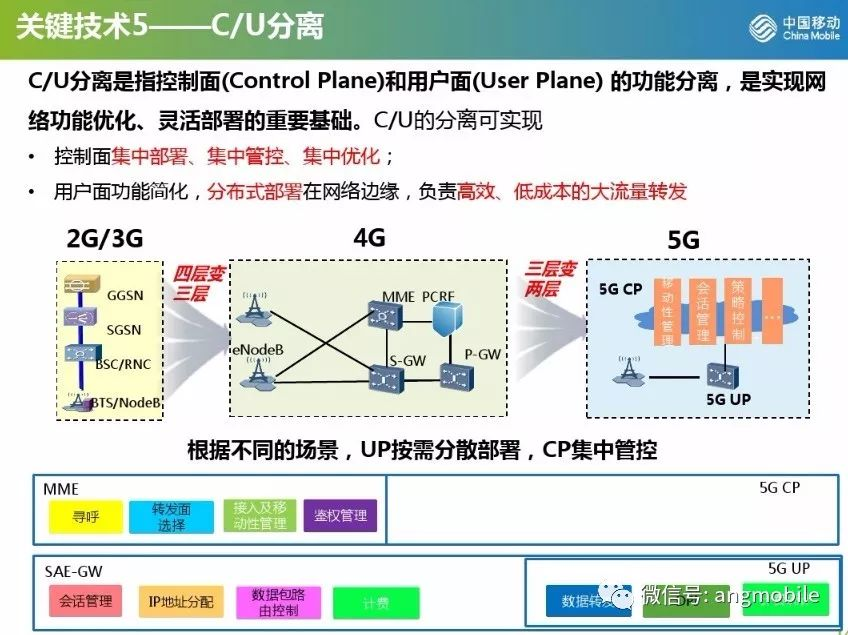 关键技术5——C/U分离
中国移动
China Mobile
C/U分离是指控制面(Control Plane)和用户面(User Plane) 的功能分离，是实现网
络功能优化、灵活部署的重要基础。C/U的分离可实现
• 控制面集中部署、集中管控、集中优化；
• 用户面功能简化，分布式部署在网络边缘，负责高效、低成本的大流量转发
2G/3G
4G
5G
四层变
三层
三层变
两层
GGSN
SGSN
BSC/RNC
BTS/NodeB
eNodeB
MME
PCRF
S-GW
P-GW
5G CP
移动性管理
会话管理
策略控制
...
5G UP
根据不同的场景，UP按需分散部署，CP集中管控
MME
5G CP
寻呼
转发面
选择
接入及移
动性管理
鉴权管理
SAE-GW
5G UP
会话管理
IP地址分配
数据包路
由控制
计费
数据转发
微信号: angmobile